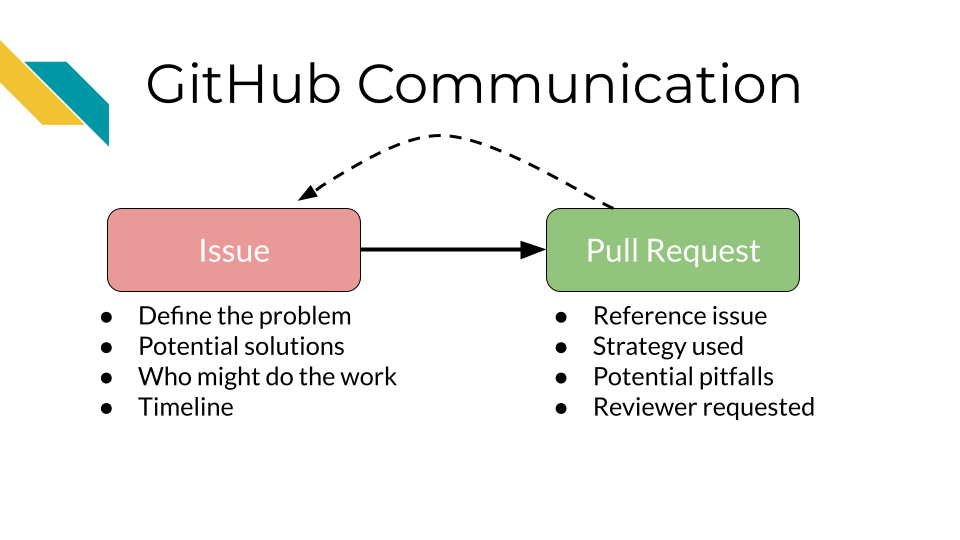 GitHub Communication
Issue
Pull Request
● Define the problem
● Potential solutions
● Who might do the work
● Timeline
● Reference issue
● Strategy used
● Potential pitfalls
● Reviewer requested